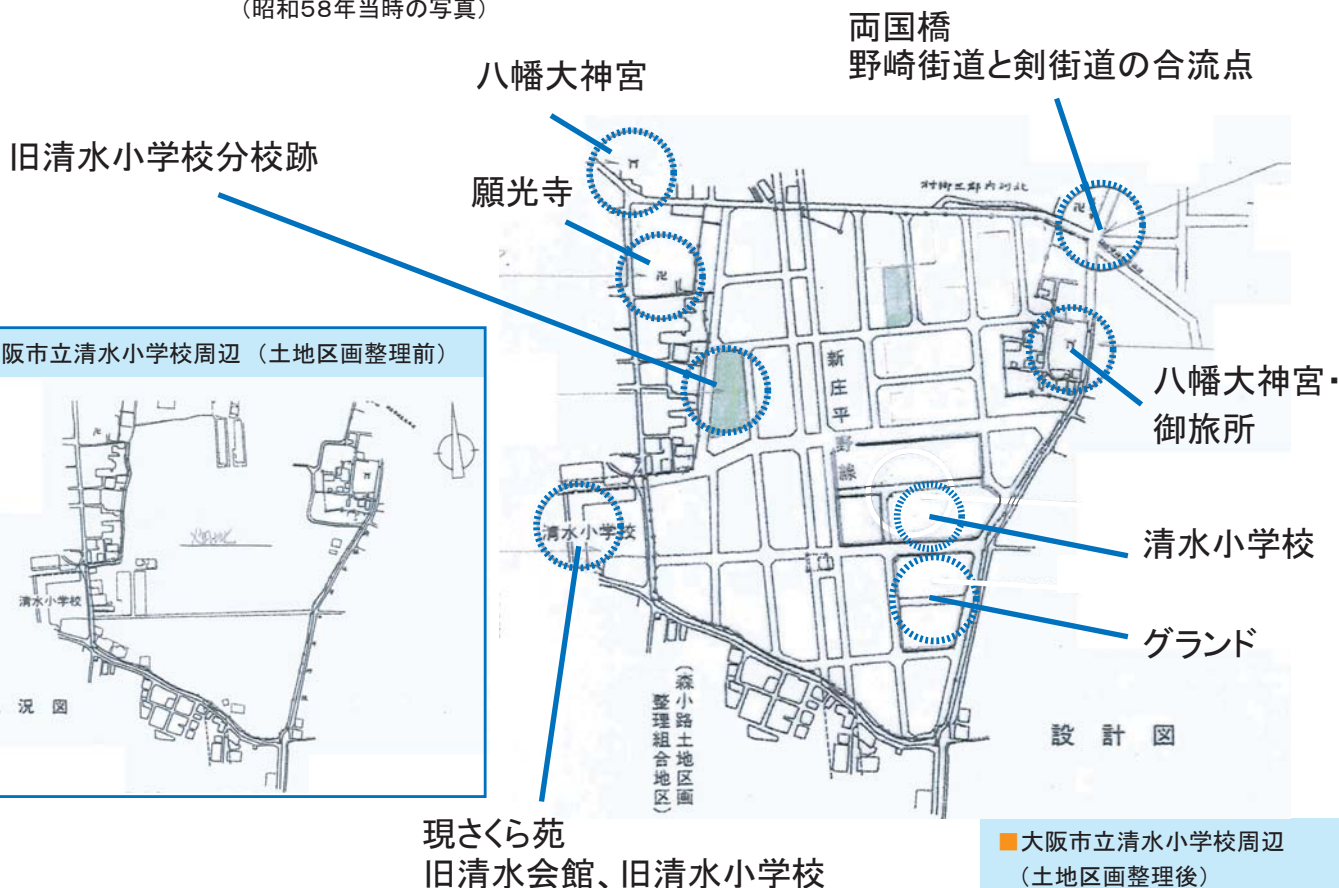 （昭和58年当時の写真）
両国橋
野崎街道と剣街道の合流点
八幡大神宮
旧清水小学校分校跡
願光寺
北河内郡三郷村
阪市立清水小学校周辺 （土地区画整理前）
新庄平野線
八幡大神宮・
御旅所
清水小学校
清水小学校
清水小学校
グランド
況図
（森小路土地区画
整理組合地区）
設計図
現さくら苑
旧清水会館、旧清水小学校
■大阪市立清水小学校周辺
（土地区画整理後）